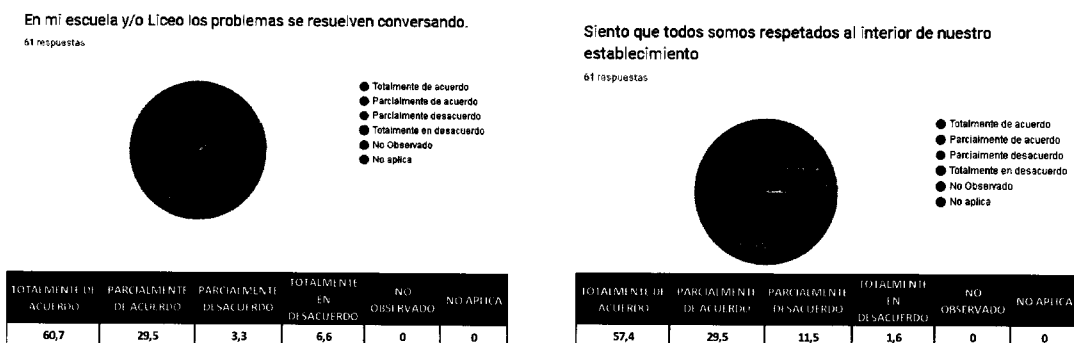 En mi escuela y/o Liceo los problemas se resuelven conversando.
61 respuestas
Totalmente de acuerdo
Parcialmente de acuerdo
Parcialmente desacuerdo
Totalmente en desacuerdo
No Observado
No aplica
TOTALMENTE DE ACUERDO
PARCIALMENTE DE ACUERDO
PARCIALMENTE DESACUERDO
TOTALMENTE EN DESACUERDO
NO OBSERVADO
NO APLICA
60,7 29,5 3,3 6,6 0 0
Siento que todos somos respetados al interior de nuestro
establecimiento
61 respuestas
Totalmente de acuerdo
Parcialmente de acuerdo
Parcialmente desacuerdo
Totalmente en desacuerdo
No Observado
No aplica
TOTALMENTE DE ACUERDO
PARCIALMENTE DE ACUERDO
PARCIALMENTE DESACUERDO
TOTALMENTE EN DESACUERDO
NO OBSERVADO
NO APLICA
57,4 29,5 11,5 1,6 0 0